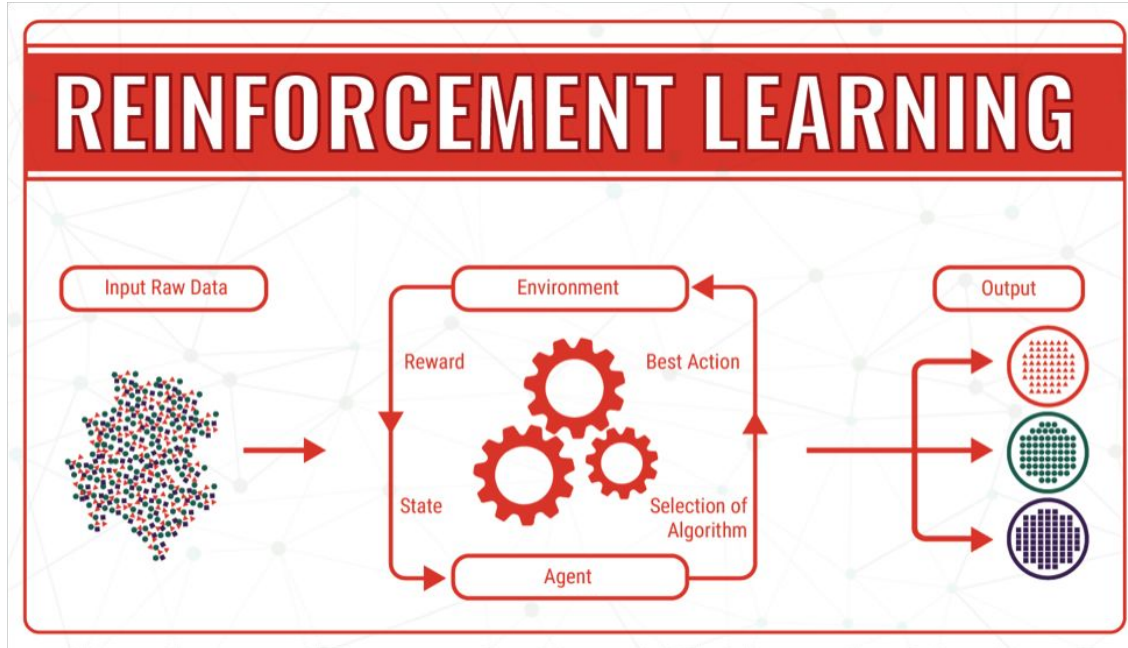 REINFORCEMENT LEARNING
Input Raw Data
Environment
Output
Reward
Best Action
State
Selection of
Algorithm
Agent